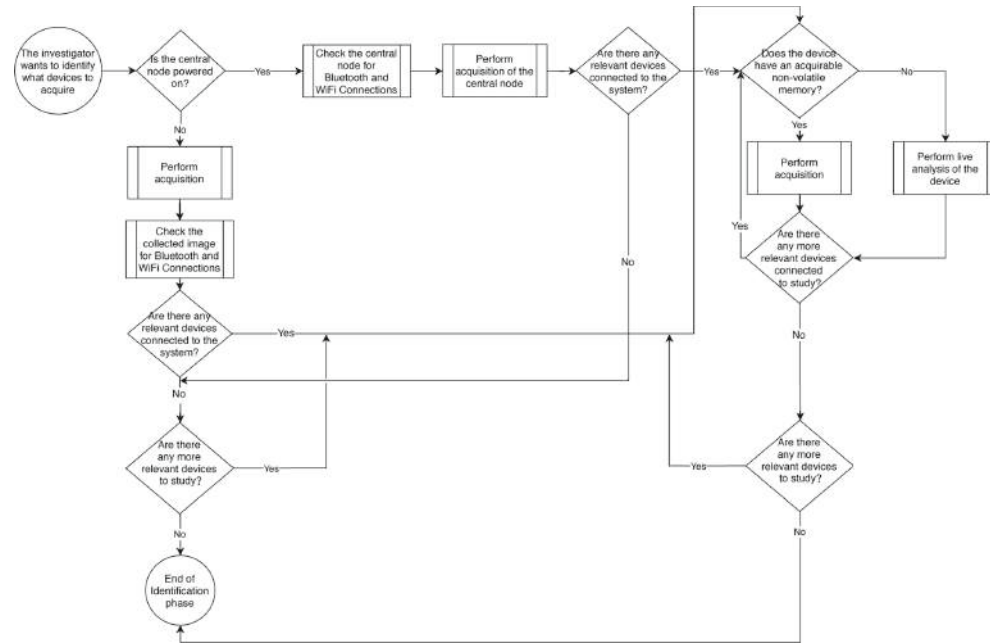 The investigator
wants to identify
what devices to
acquire
Is the central
node powered
on?
Yes
Check the central
node for
Bluetooth and
WiFi Connections
Perform
acquisition of the
central node
Are there any
relevant devices
connected to the
system?
Yes
Does the device
have an acquirable
non-volatile
memory?
No
No
Yes
Perform
acquisition
Perform
acquisition
Perform live
analysis of the
device
Check the
collected image
for Bluetooth and
WiFi Connections
No
Yes
Are there
any more
relevant devices
connected
to study?
Are there any
relevant devices
connected to the
system?
Yes
No
No
Are there
any more
relevant devices
to study?
Yes
Yes
Are there
any more
relevant devices
to study?
No
No
End of
Identification
phase